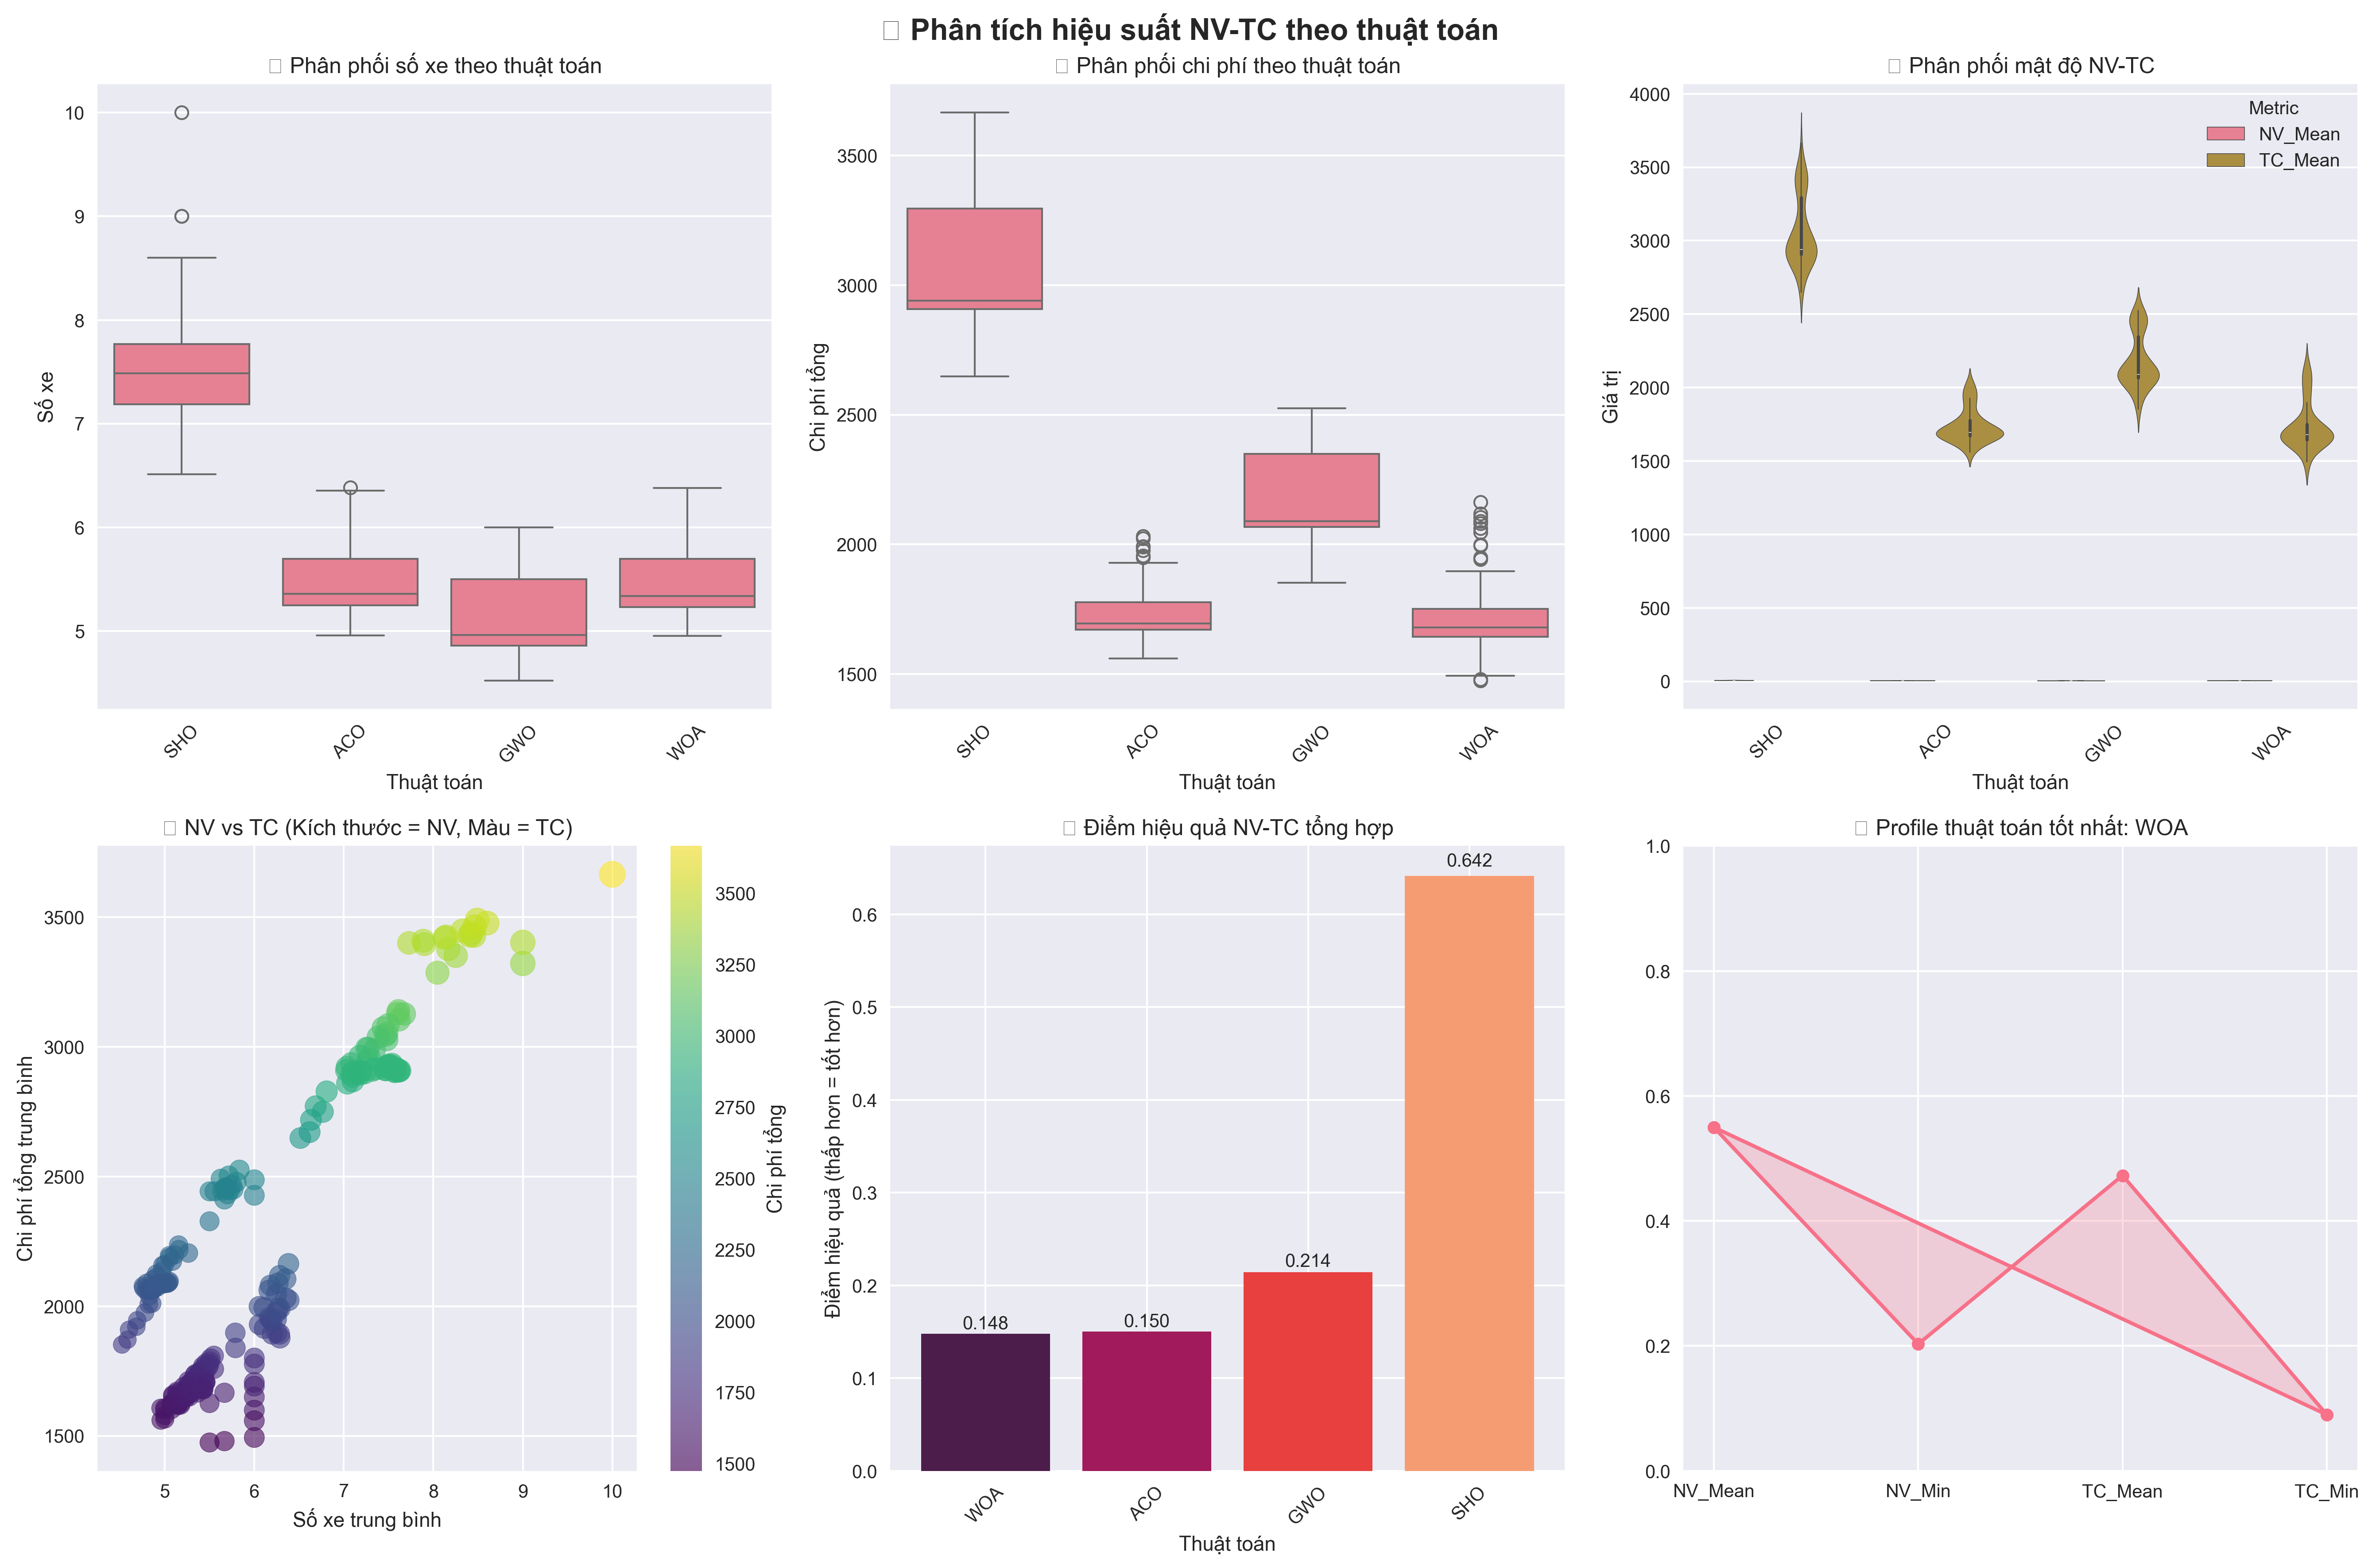 Phân tích hiệu suất NV-TC theo thuật toán
Phân phối số xe theo thuật toán
10
9
8
7
6
5
Số xe
SHO
ACO
GWO
WOA
Thuật toán
Phân phối chi phí theo thuật toán
3500
3000
2500
2000
1500
Chi phí tổng
SHO
ACO
GWO
WOA
Thuật toán
Phân phối mật độ NV-TC
4000
3500
3000
2500
2000
1500
1000
500
0
Giá trị
Metric
NV_Mean
TC_Mean
SHO
ACO
GWO
WOA
Thuật toán
NV vs TC (Kích thước = NV, Màu = TC)
3500
3000
2500
2000
1500
Chi phí tổng trung bình
5
6
7
8
9
10
Số xe trung bình
3500
3250
3000
2750
2500
2250
2000
1750
1500
Chi phí tổng
Điểm hiệu quả NV-TC tổng hợp
0.6
0.5
0.4
0.3
0.2
0.1
0.0
Điểm hiệu quả (thấp hơn = tốt hơn)
0.148
0.150
0.214
0.642
WOA
ACO
GWO
SHO
Thuật toán
Profile thuật toán tốt nhất: WOA
1.0
0.8
0.6
0.4
0.2
0.0
NV_Mean
NV_Min
TC_Mean
TC_Min